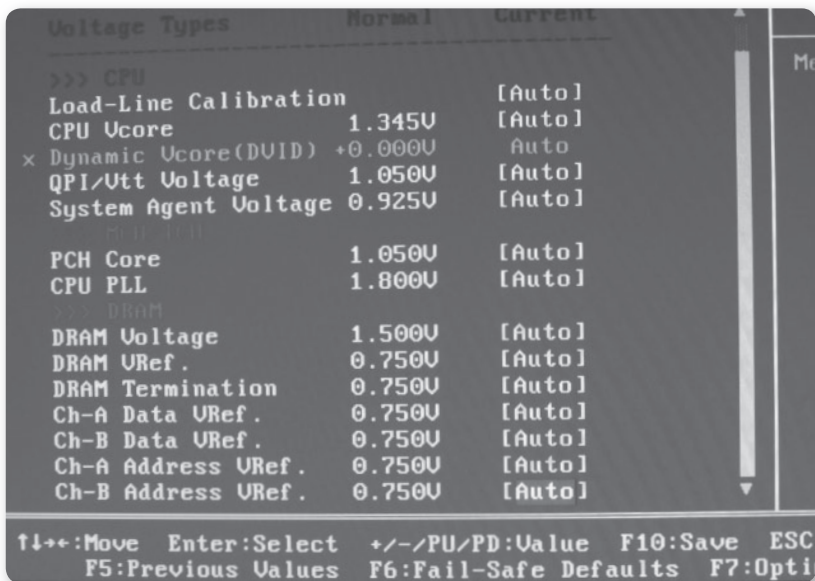 Voltage Types Normal Current
>>> CPU
Load-Line Calibration [Auto]
CPU Vcore 1.345V [Auto]
x Dynamic Vcore(DVID) +0.000V Auto
QPI/Vtt Voltage 1.050V [Auto]
System Agent Voltage 0.925V [Auto]
>>> MCH/ICH
PCH Core 1.050V [Auto]
CPU PLL 1.800V [Auto]
>>> DRAM
DRAM Voltage 1.500V [Auto]
DRAM VRef. 0.750V [Auto]
DRAM Termination 0.750V [Auto]
Ch-A Data VRef. 0.750V [Auto]
Ch-B Data VRef. 0.750V [Auto]
Ch-A Address VRef. 0.750V [Auto]
Ch-B Address VRef. 0.750V [Auto]
↑↓→←:Move Enter:Select +/-/PU/PD:Value F10:Save ESC
F5:Previous Values F6:Fail-Safe Defaults F7:Opti